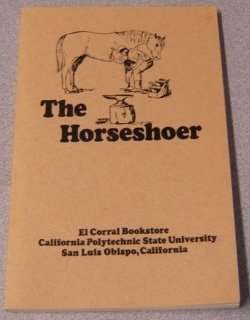 The
Horseshoer
El Corral Bookstore
California Polytechnic State University
San Luis Obispo, California